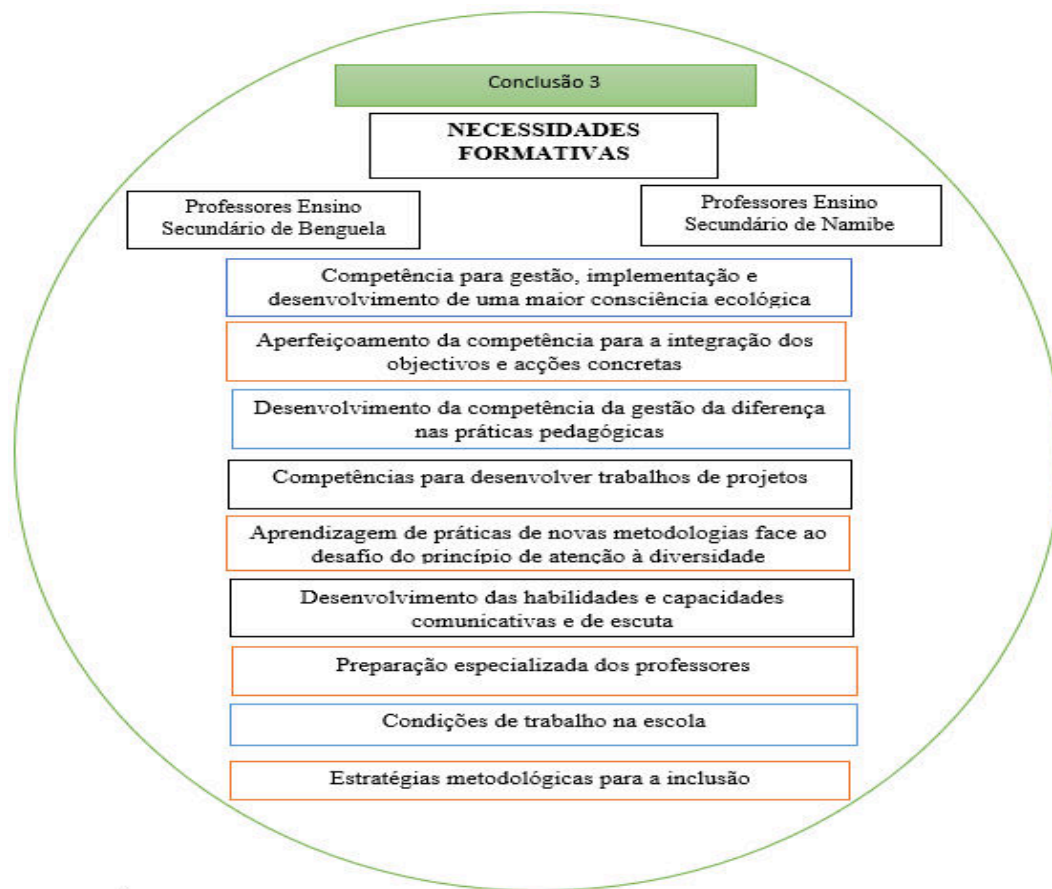 Conclusão 3
NECESSIDADES
FORMATIVAS
Professores Ensino
Secundário de Benguela
Professores Ensino
Secundário de Namibe
Competência para gestão, implementação e
desenvolvimento de uma maior consciência ecológica
Aperfeiçoamento da competência para a integração dos
objectivos e acções concretas
Desenvolvimento da competência da gestão da diferença
nas práticas pedagógicas
Competências para desenvolver trabalhos de projetos
Aprendizagem de práticas de novas metodologias face ao
desafio do princípio de atenção à diversidade
Desenvolvimento das habilidades e capacidades
comunicativas e de escuta
Preparação especializada dos professores
Condições de trabalho na escola
Estratégias metodológicas para a inclusão